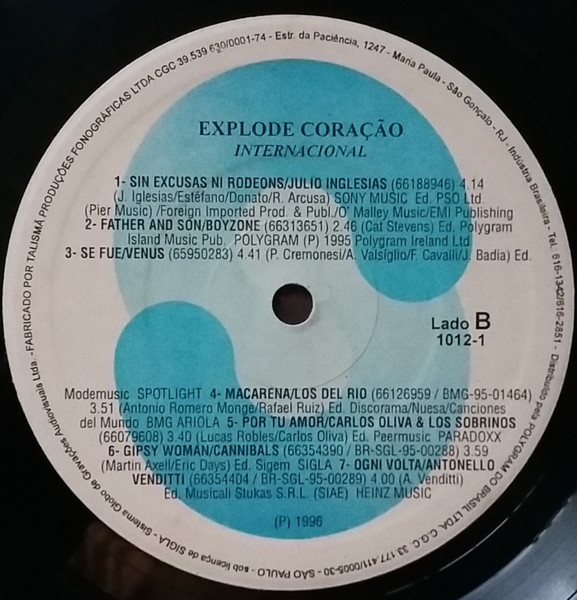 EXPLODE CORAÇÃO
INTERNACIONAL
1- SIN EXCUSAS NI RODEONS/JULIO INGLESIAS (66188946) 4.14
(J. Iglesias/Estéfano/Donato/R. Arcusa) SONY MUSIC Ed. PSO Ltd.
(Pier Music) /Foreign Imported Prod. & Publ./O' Malley Music/EMI Publishing
2- FATHER AND SON/BOYZONE (66313651) 2.46 (Cat Stevens) Ed. Polygram
Island Music Pub. POLYGRAM (P) 1995 Polygram Ireland Ltd
3- SE FUE/VENUS (65950283) 4.41 (P. Cremonesi/A. Valsiglio/F. Cavalli/J. Badia) Ed.
Lado B
1012-1
Modemusic SPOTLIGHT 4- MACARENA/LOS DEL RIO (66126959 / BMG-95-01464)
3.51 (Antonio Romero Monge/Rafael Ruiz) Ed. Discorama/Nuesa/Canciones
del Mundo BMG ARIOLA 5- POR TU AMOR/CARLOS OLIVA & LOS SOBRINOS
(66079608) 3.40 (Lucas Robles/Carlos Oliva) Ed. Peermusic PARADOXX
6- GIPSY WOMAN/CANNIBALS (66354390 / BR-SGL-95-00288) 3.59
(Martin Axell/Eric Days) Ed. Sigem SIGLA 7- OGNI VOLTA/ANTONELLO
VENDITTI (66354404 / BR-SGL-95-00289) 4.00 (A. Venditti)
Ed. Musicali Stukas S.R.L. (SIAE) HEINZ MUSIC
(P) 1996
FABRICADO POR TALISMÃ PRODUÇÕES FONOGRÁFICAS LTDA CGC 39.539 630/0001-74 - Estr. da Paciência, 1247 - Maria Paula - São Gonçalo - RJ - Indústria Brasileira - Tel.: 616-1342/616-2851 - Distribuído pela POLYGRAM DO BRASIL LTDA. C.G.C. 33.177.411/0005-30 - SÃO PAULO - sob licença de SIGLA - Sistema Globo de Gravações Audiovisuais Ltda. -